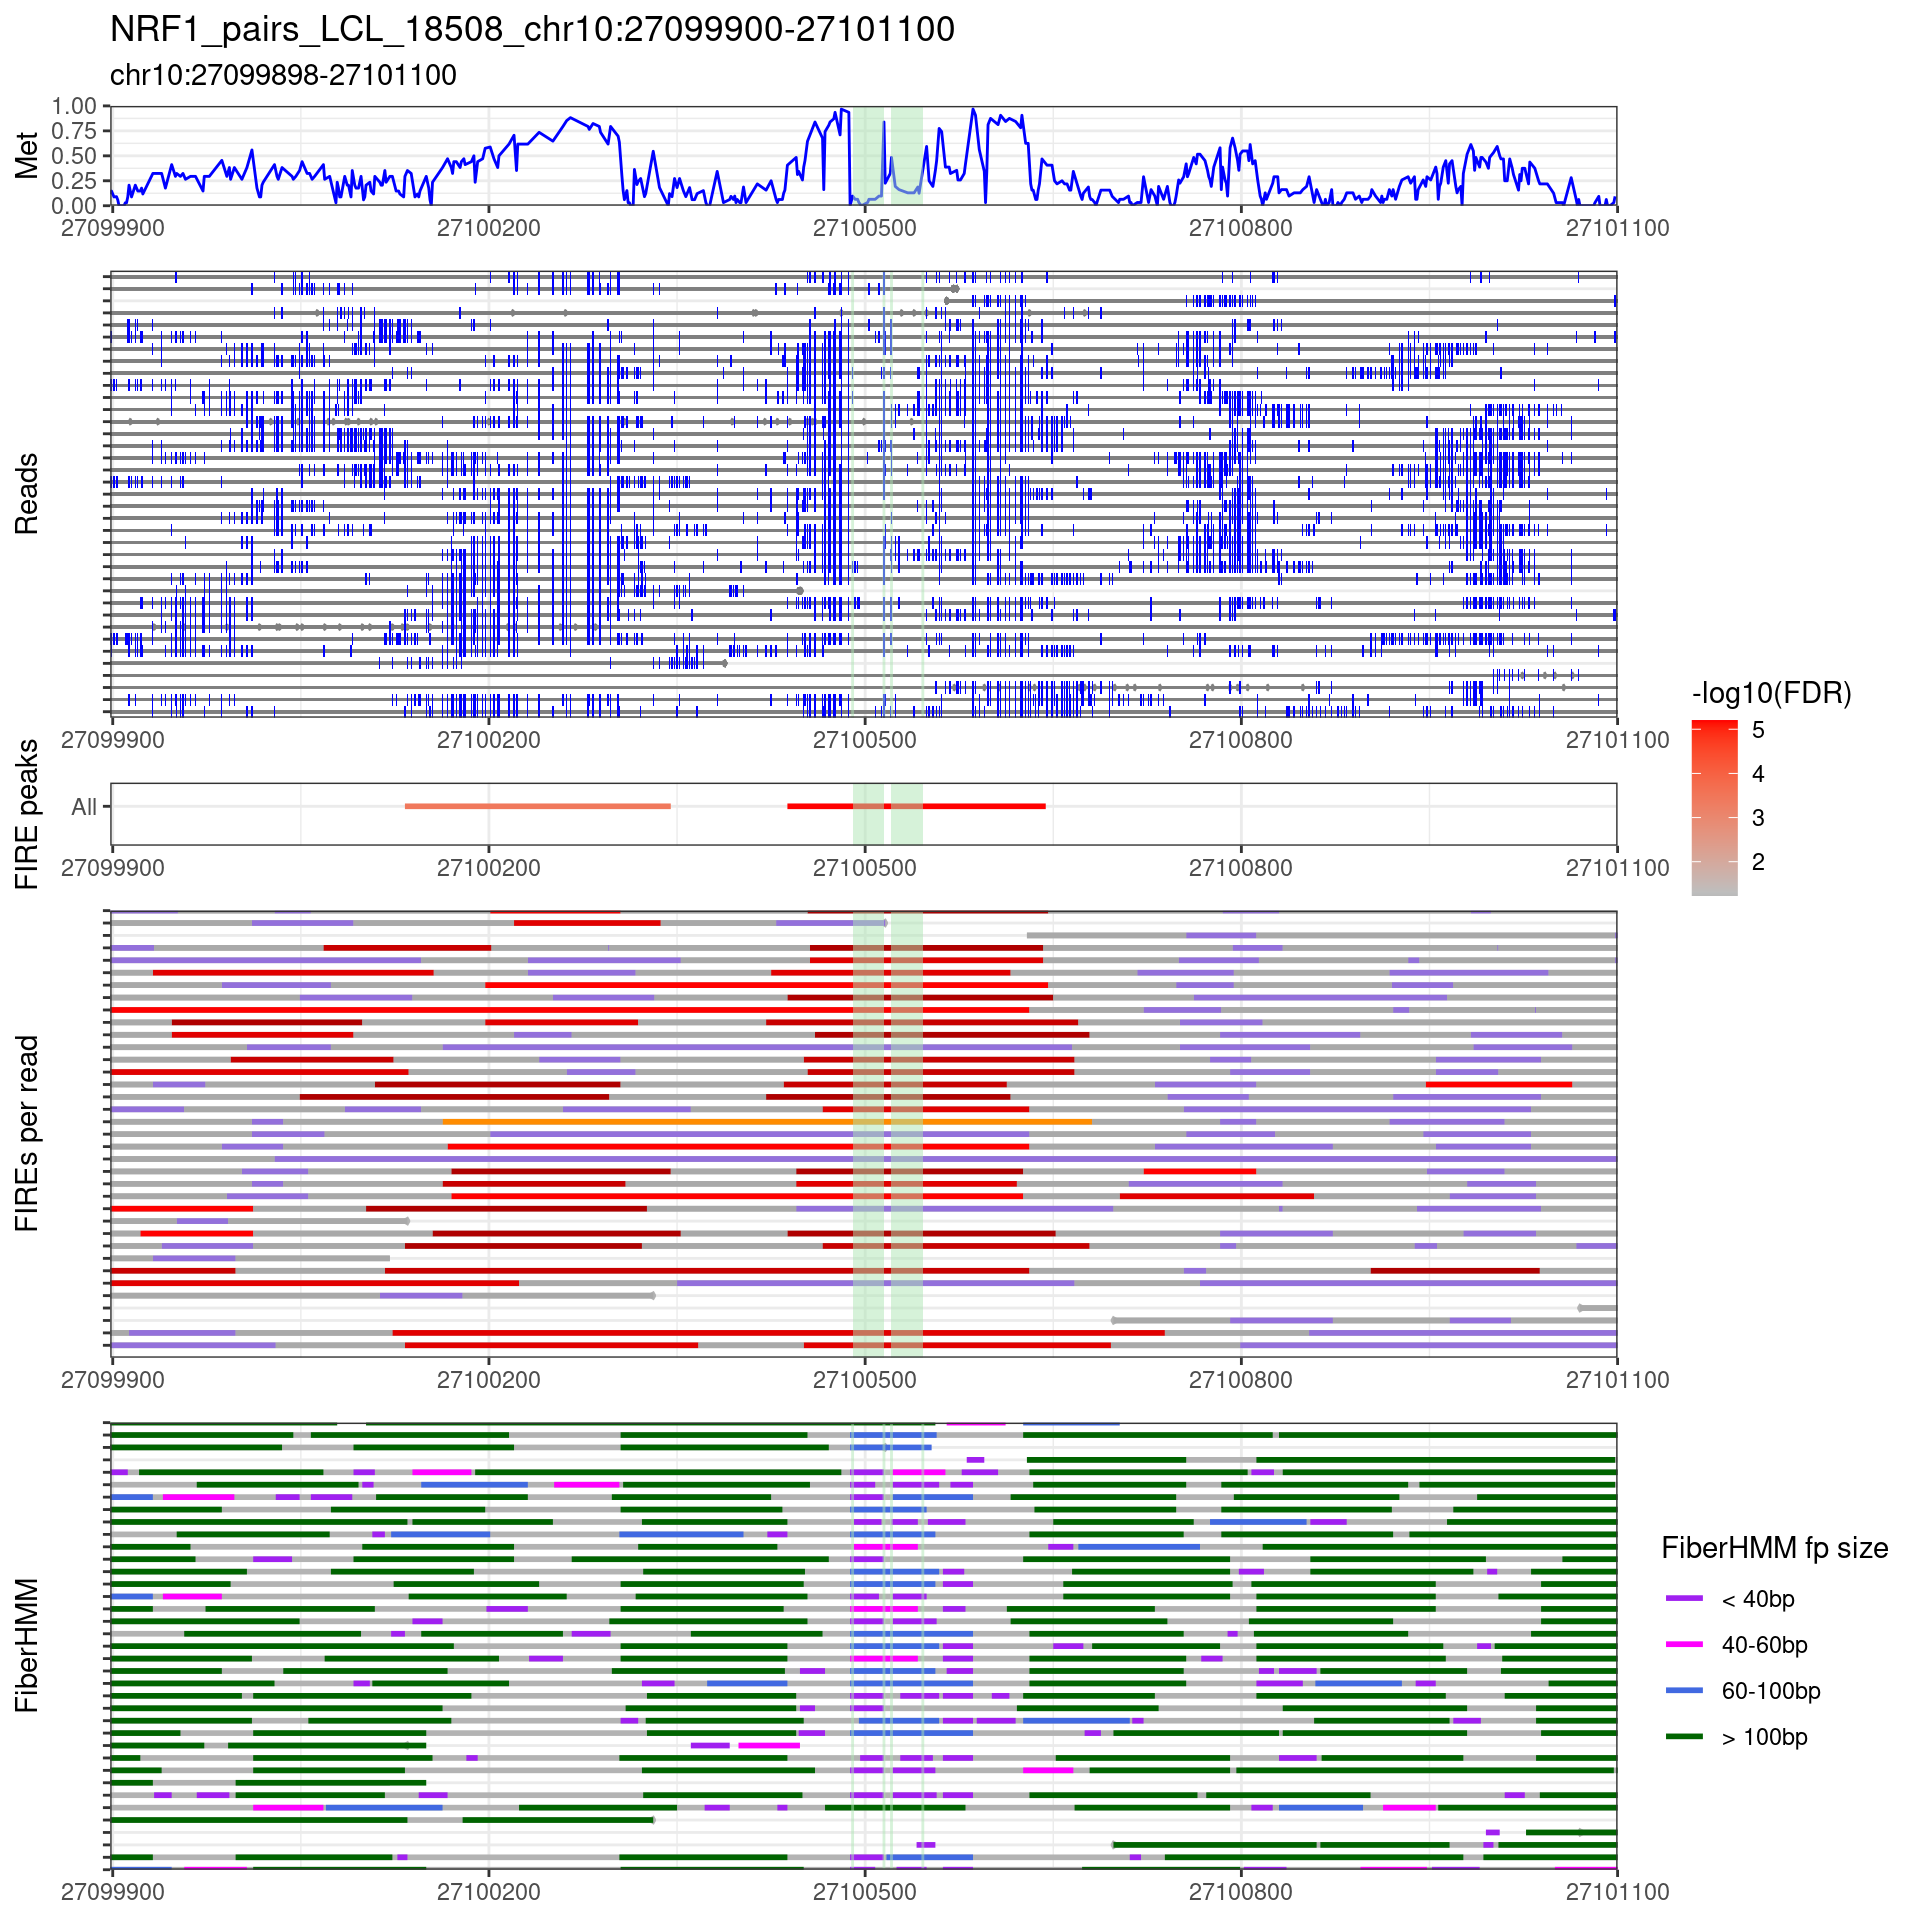 NRF1_pairs_LCL_18508_chr10:27099900-27101100
chr10:27099898-27101100
Met
1.00
0.75
0.50
0.25
0.00
27099900 27100200 27100500 27100800 27101100
Reads
27099900 27100200 27100500 27100800 27101100
FIRE peaks
All
27099900 27100200 27100500 27100800 27101100
-log10(FDR)
5
4
3
2
FIREs per read
27099900 27100200 27100500 27100800 27101100
FiberHMM
27099900 27100200 27100500 27100800 27101100
FiberHMM fp size
< 40bp
40-60bp
60-100bp
> 100bp